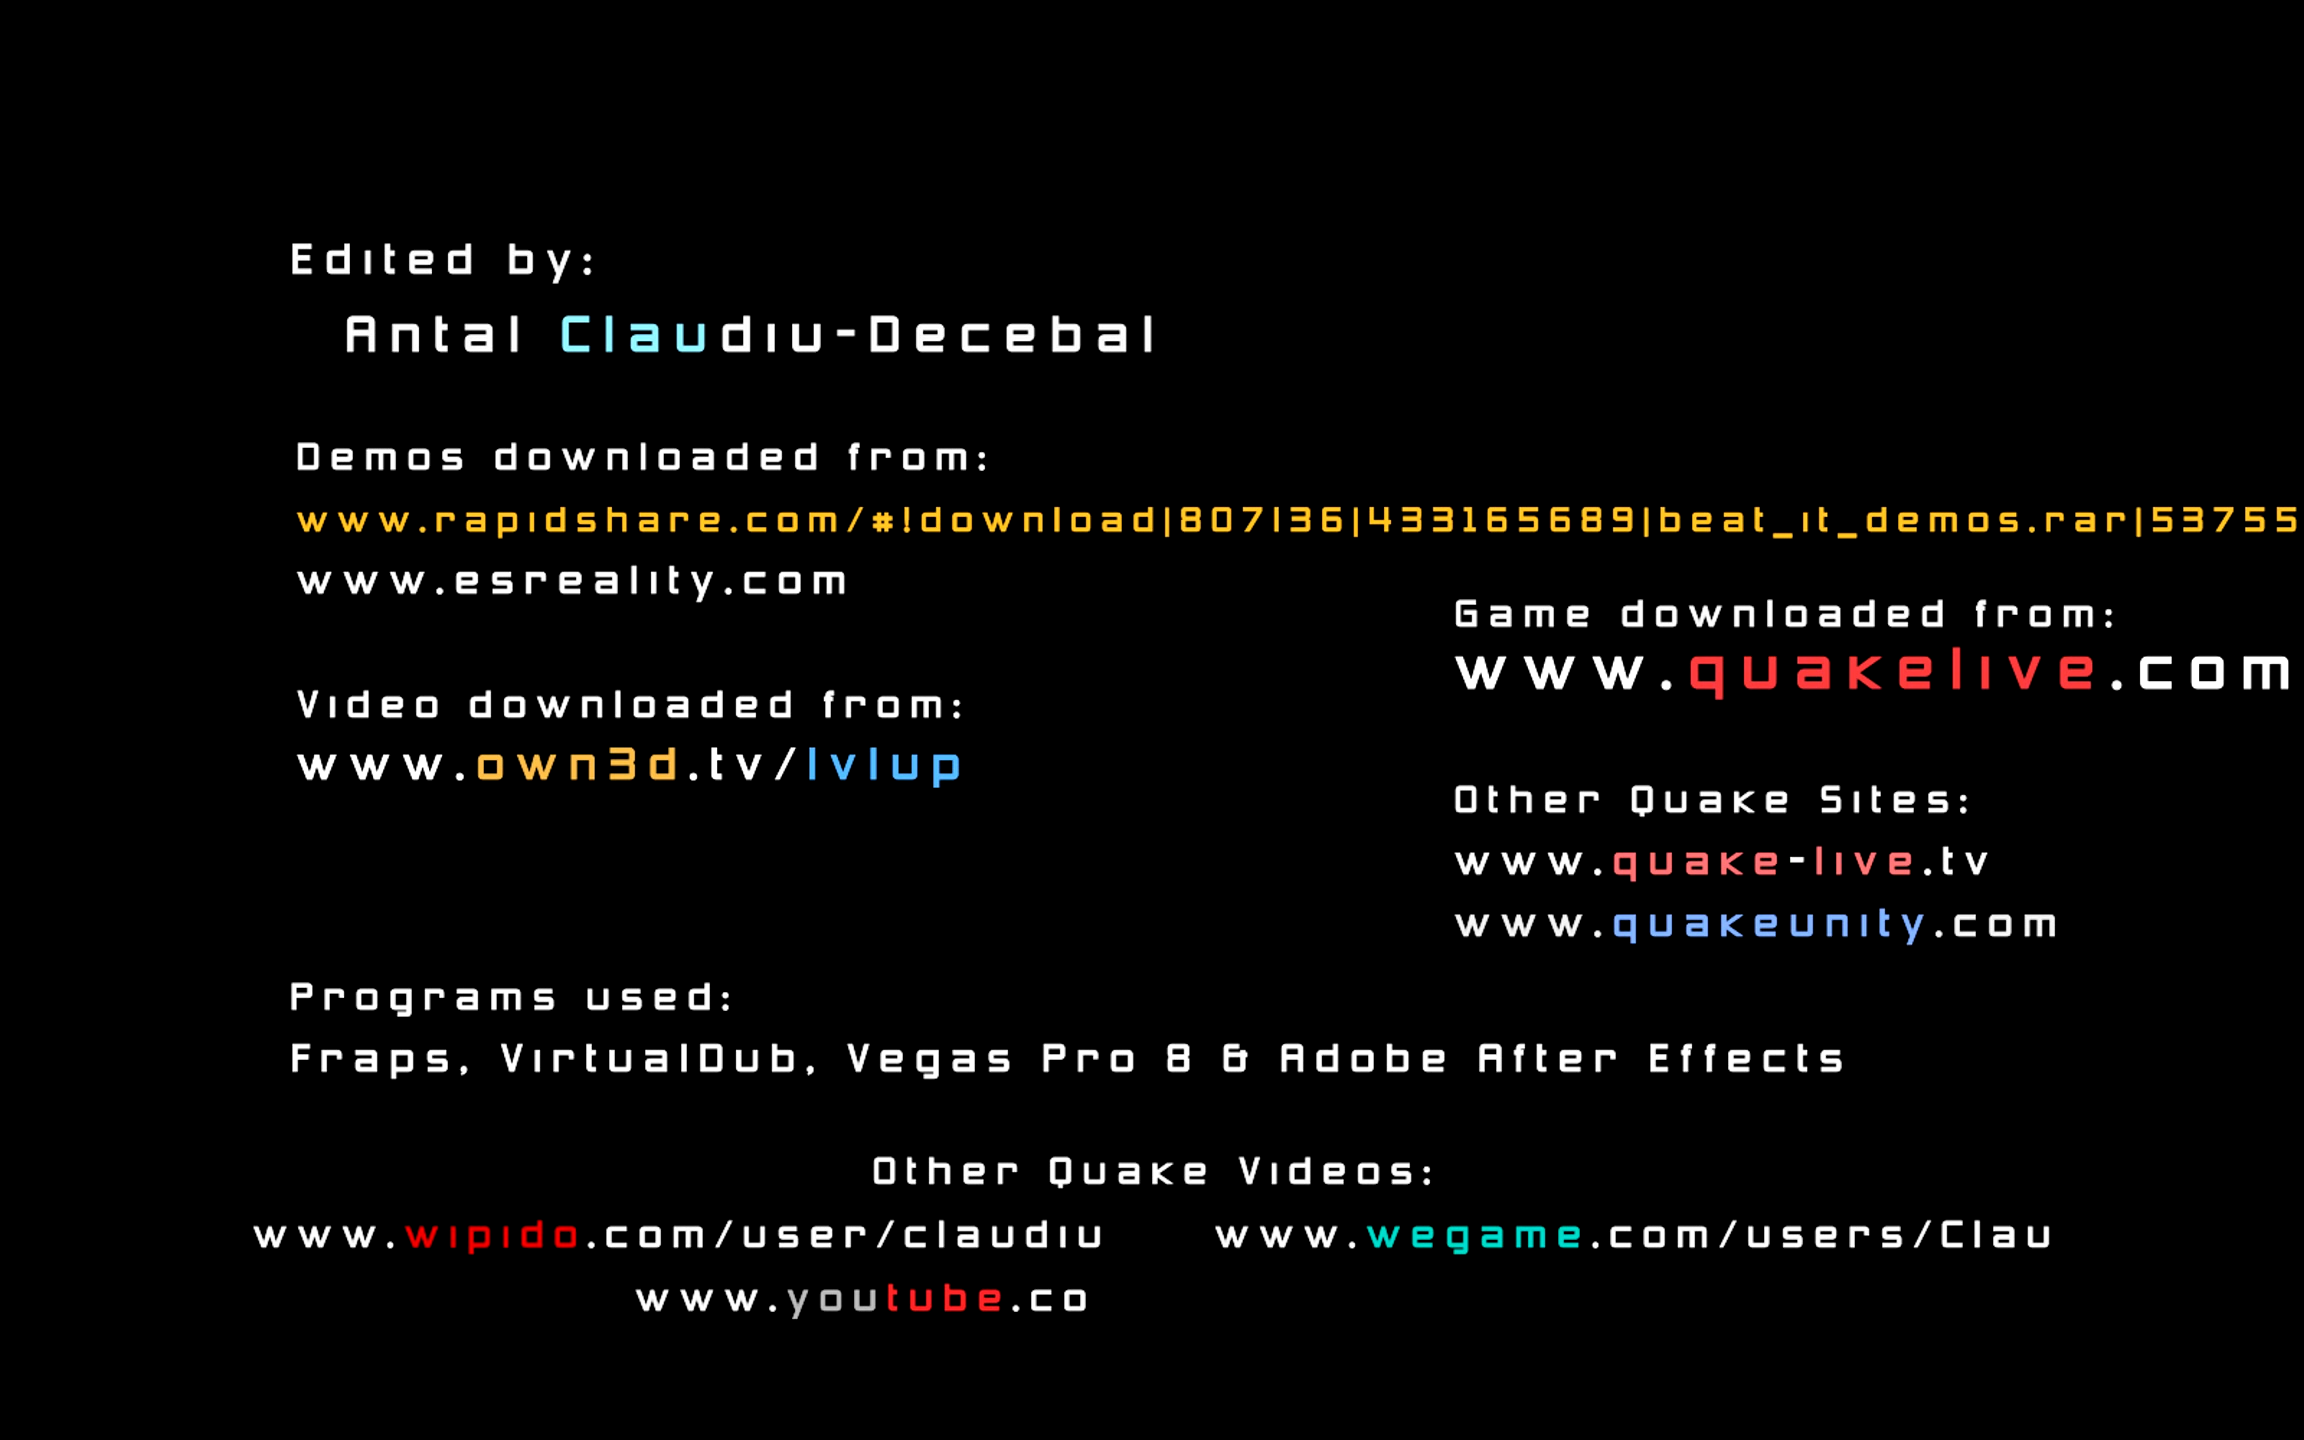 Edited by:
Antal Claudiu-Decebal
Demos downloaded from:
www.rapidshare.com/#!download|807l36|433165689|beat_it_demos.rar|53755
www.esreality.com
Game downloaded from:
www.quakelive.com
Video downloaded from:
www.own3d.tv/lvlup
Other Quake Sites:
www.quake-live.tv
www.quakeunity.com
Programs used:
Fraps, VirtualDub, Vegas Pro 8 & Adobe After Effects
Other Quake Videos:
www.wipido.com/user/claudiu www.wegame.com/users/Clau
www.youtube.co